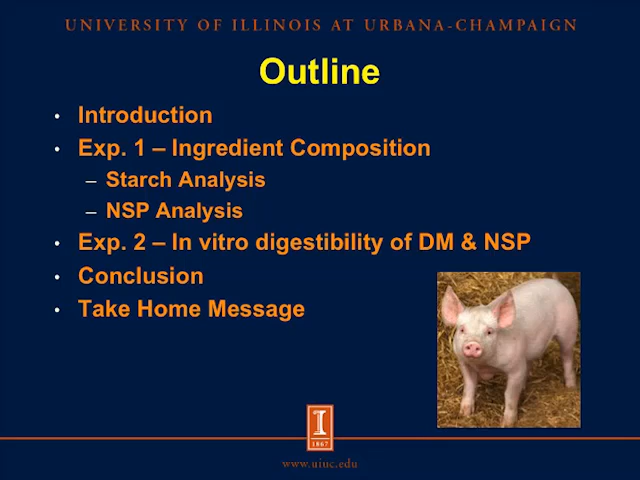 UNIVERSITY OF ILLINOIS AT URBANA-CHAMPAIGN
Outline
• Introduction
• Exp. 1 – Ingredient Composition
– Starch Analysis
– NSP Analysis
• Exp. 2 – In vitro digestibility of DM & NSP
• Conclusion
• Take Home Message
I
1867
www.uiuc.edu